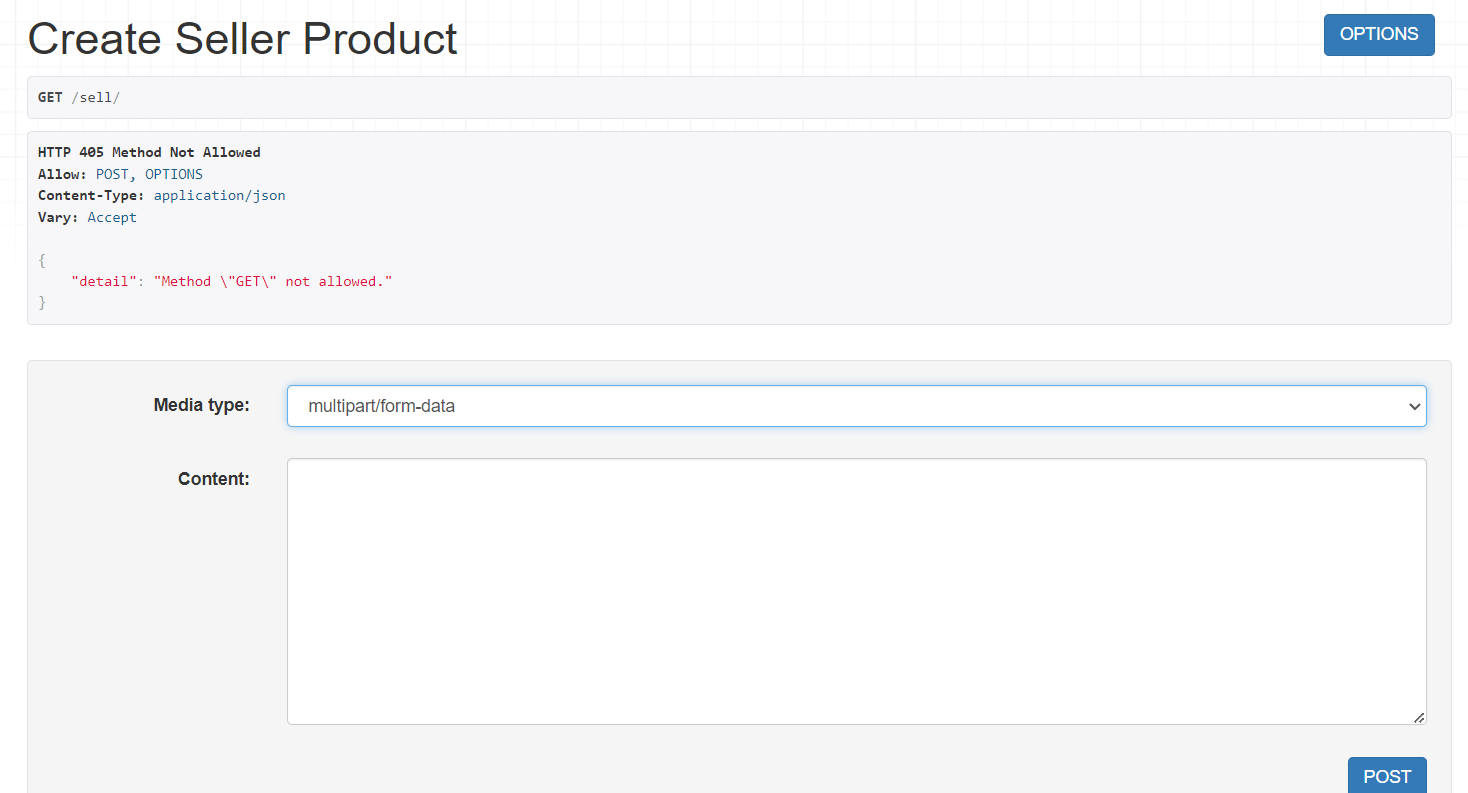 Create Seller Product
OPTIONS
GET /sell/
HTTP 405 Method Not Allowed
Allow: POST, OPTIONS
Content-Type: application/json
Vary: Accept
{
    "detail": "Method \"GET\" not allowed."
}
Media type:
multipart/form-data
Content:
POST